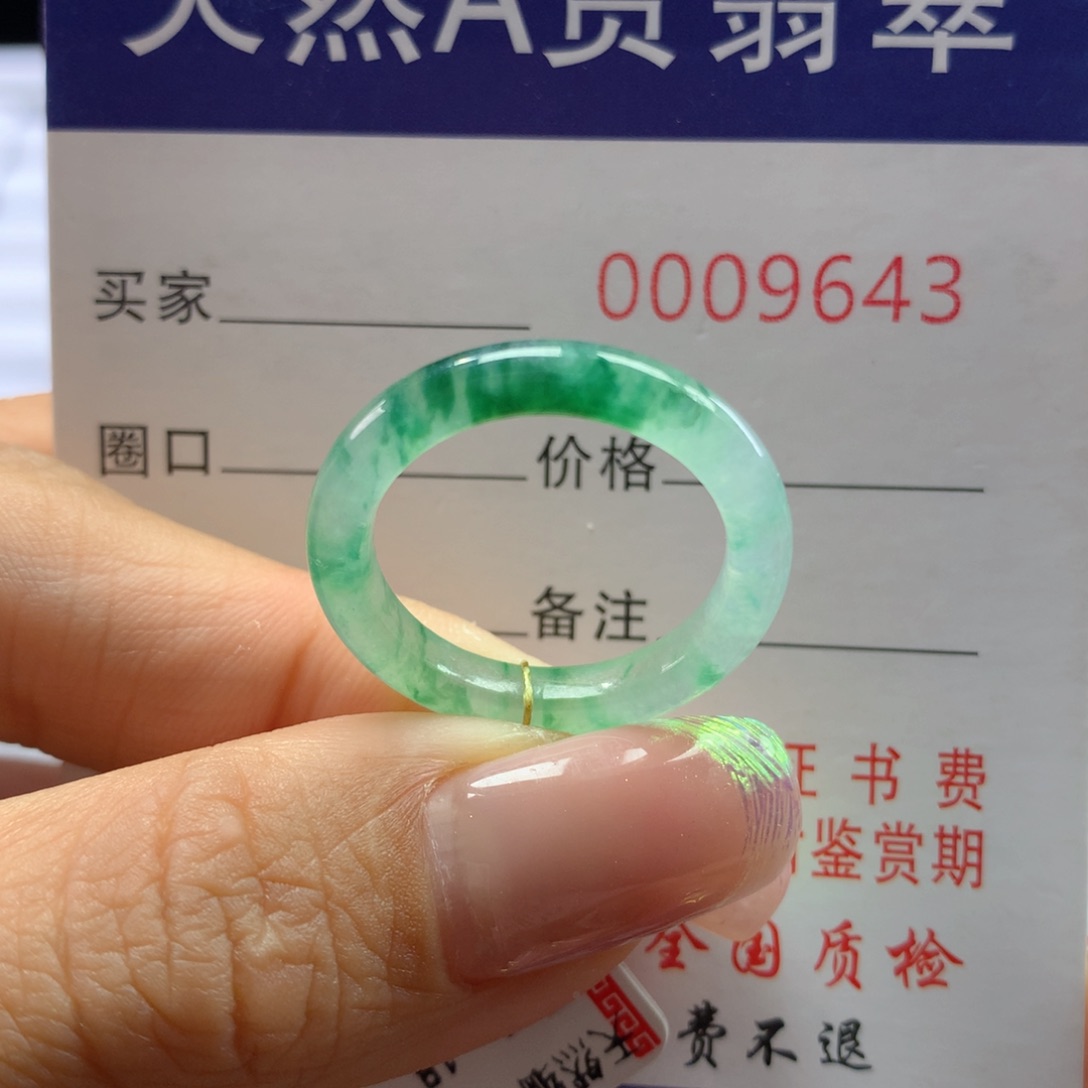 天然A货翡翠
买家 0009643
圈口 价格
备注
证书费
鉴赏期
全国质检
费不退